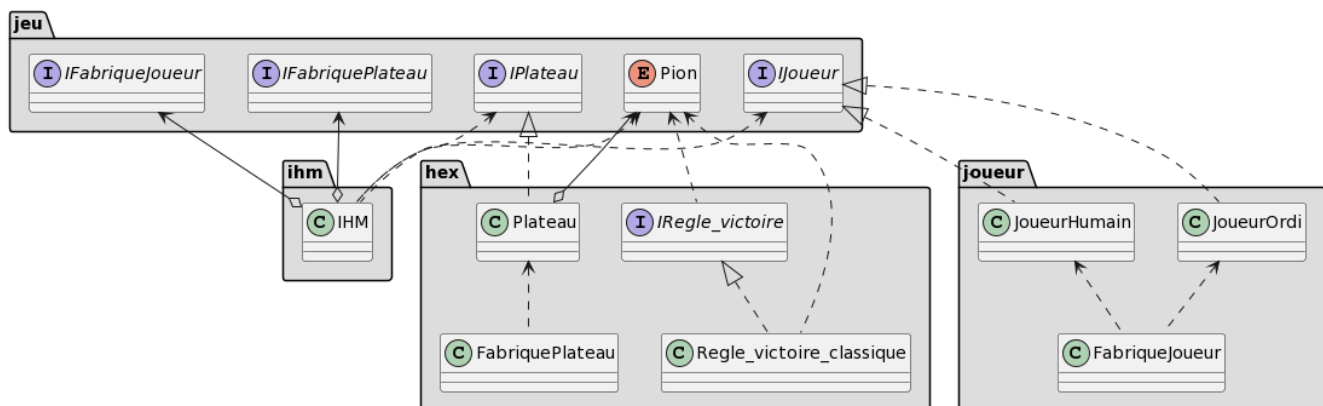 jeu
I IFabriqueJoueur
I IFabriquePlateau
I IPlateau
E Pion
I IJoueur
ihm
C IHM
hex
C Plateau
I IRegle_victoire
C FabriquePlateau
C Regle_victoire_classique
joueur
C JoueurHumain
C JoueurOrdi
C FabriqueJoueur